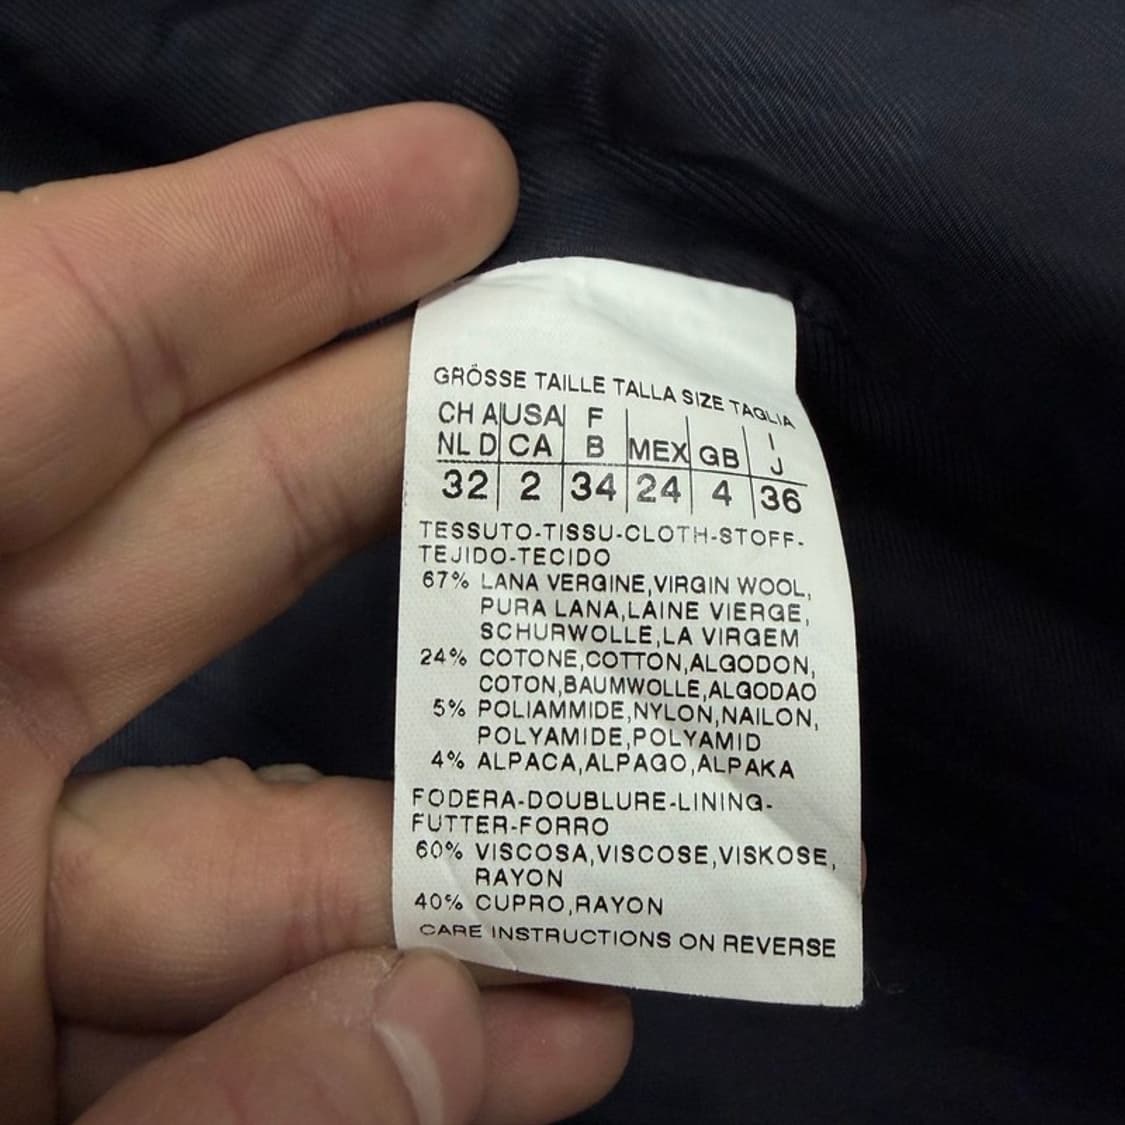 GRÖSSE TAILLE TALLA SIZE TAGLIA
CH A USA F I
NL D CA B MEX GB J
32 2 34 24 4 36
TESSUTO-TISSU-CLOTH-STOFF-
TEJIDO-TECIDO
67% LANA VERGINE,VIRGIN WOOL,
PURA LANA,LAINE VIERGE,
SCHURWOLLE,LA VIRGEM
24% COTONE,COTTON,ALGODON,
COTON,BAUMWOLLE,ALGODAO
5% POLIAMMIDE,NYLON,NAILON,
POLYAMIDE,POLYAMID
4% ALPACA,ALPAGO,ALPAKA
FODERA-DOUBLURE-LINING-
FUTTER-FORRO
60% VISCOSA,VISCOSE,VISKOSE,
RAYON
40% CUPRO,RAYON
CARE INSTRUCTIONS ON REVERSE